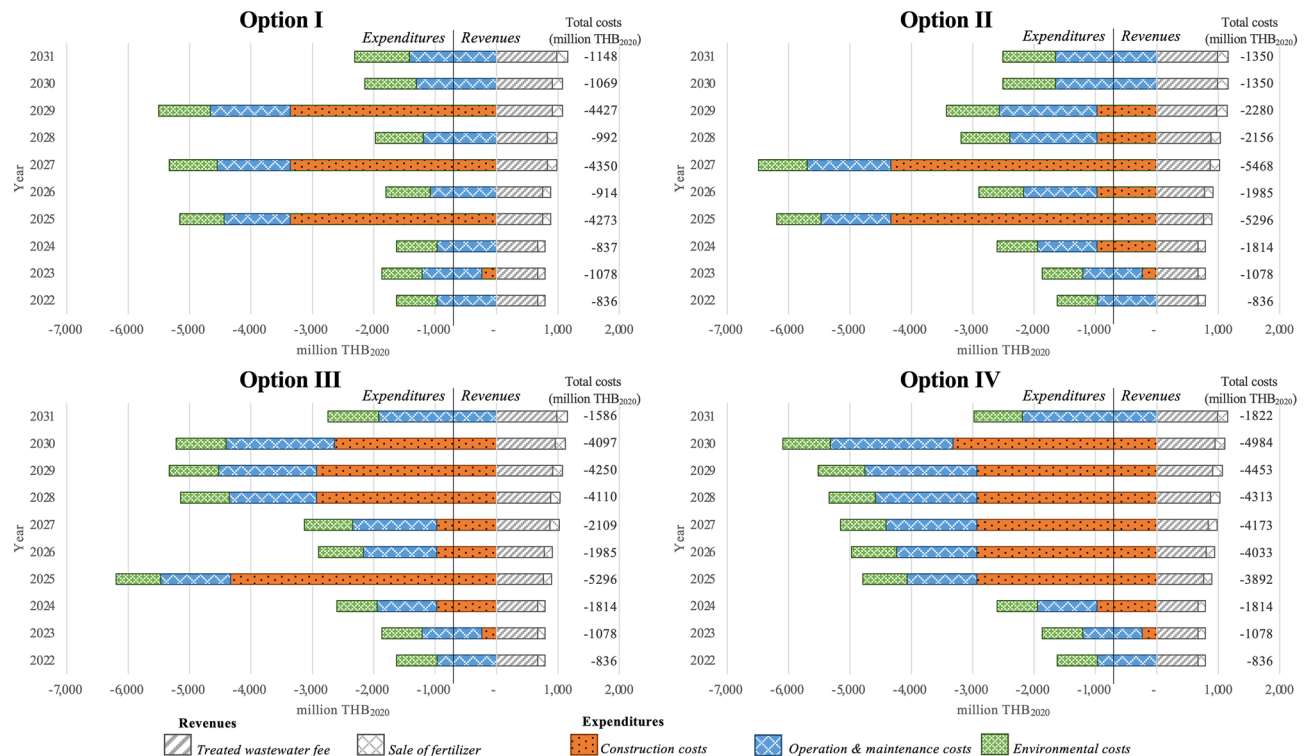 Option I
Total costs
(million THB2020)
Expenditures Revenues
2031 -1148
2030 -1069
2029 -4427
2028 -992
2027 -4350
2026 -914
2025 -4273
2024 -837
2023 -1078
2022 -836
Year
-7,000 -6,000 -5,000 -4,000 -3,000 -2,000 -1,000 - 1,000 2,000
million THB2020
Option II
Total costs
(million THB2020)
Expenditures Revenues
2031 -1350
2030 -1350
2029 -2280
2028 -2156
2027 -5468
2026 -1985
2025 -5296
2024 -1814
2023 -1078
2022 -836
Year
-7,000 -6,000 -5,000 -4,000 -3,000 -2,000 -1,000 - 1,000 2,000
million THB2020
Option III
Total costs
(million THB2020)
Expenditures Revenues
2031 -1586
2030 -4097
2029 -4250
2028 -4110
2027 -2109
2026 -1985
2025 -5296
2024 -1814
2023 -1078
2022 -836
Year
-7,000 -6,000 -5,000 -4,000 -3,000 -2,000 -1,000 - 1,000 2,000
million THB2020
Option IV
Total costs
(million THB2020)
Expenditures Revenues
2031 -1822
2030 -4984
2029 -4453
2028 -4313
2027 -4173
2026 -4033
2025 -3892
2024 -1814
2023 -1078
2022 -836
Year
-7,000 -6,000 -5,000 -4,000 -3,000 -2,000 -1,000 - 1,000 2,000
million THB2020
Revenues
Treated wastewater fee Sale of fertilizer
Expenditures
Construction costs Operation & maintenance costs Environmental costs